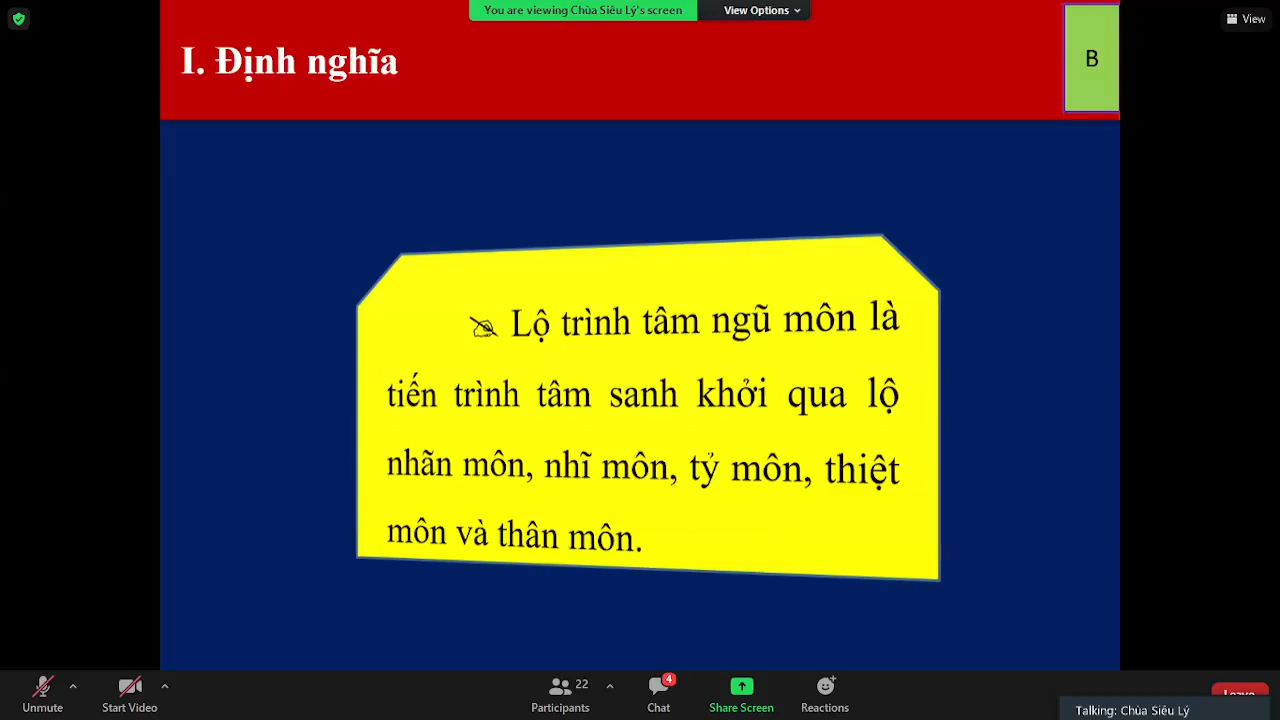 You are viewing Chùa Siêu Lý's screen
View Options
View
I. Định nghĩa
B
Lộ trình tâm ngũ môn là
tiến trình tâm sanh khởi qua lộ
nhãn môn, nhĩ môn, tỷ môn, thiệt
môn và thân môn.
Unmute
Start Video
22
Participants
4
Chat
Share Screen
Reactions
Leave
Talking: Chùa Siêu Lý